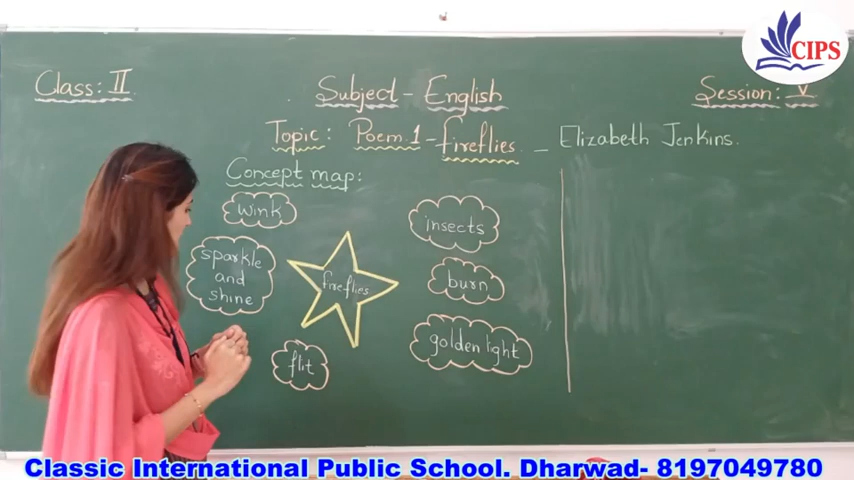 CIPS
Class: II
Subject - English
Session: V
Topic: Poem.1 - fireflies. - Elizabeth Jenkins.
Concept map:
wink
insects
sparkle
and
shine
fireflies
burn
flit
golden light
Classic International Public School. Dharwad- 8197049780